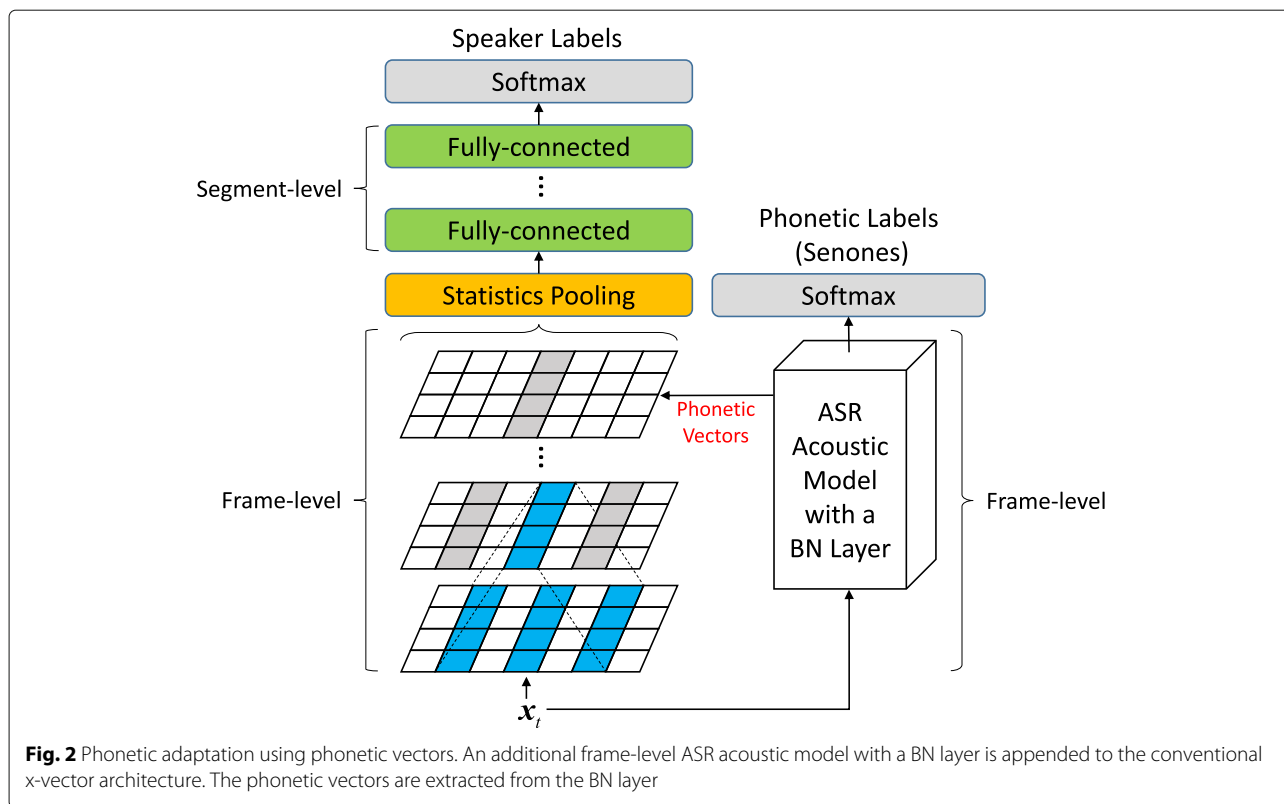 Speaker Labels
Softmax
Fully-connected
⋮
Fully-connected
Segment-level
Statistics Pooling
Phonetic Labels
(Senones)
Softmax
Phonetic
Vectors
⋮
Frame-level
ASR
Acoustic
Model
with a
BN Layer
Frame-level
x_t
Fig. 2 Phonetic adaptation using phonetic vectors. An additional frame-level ASR acoustic model with a BN layer is appended to the conventional
x-vector architecture. The phonetic vectors are extracted from the BN layer